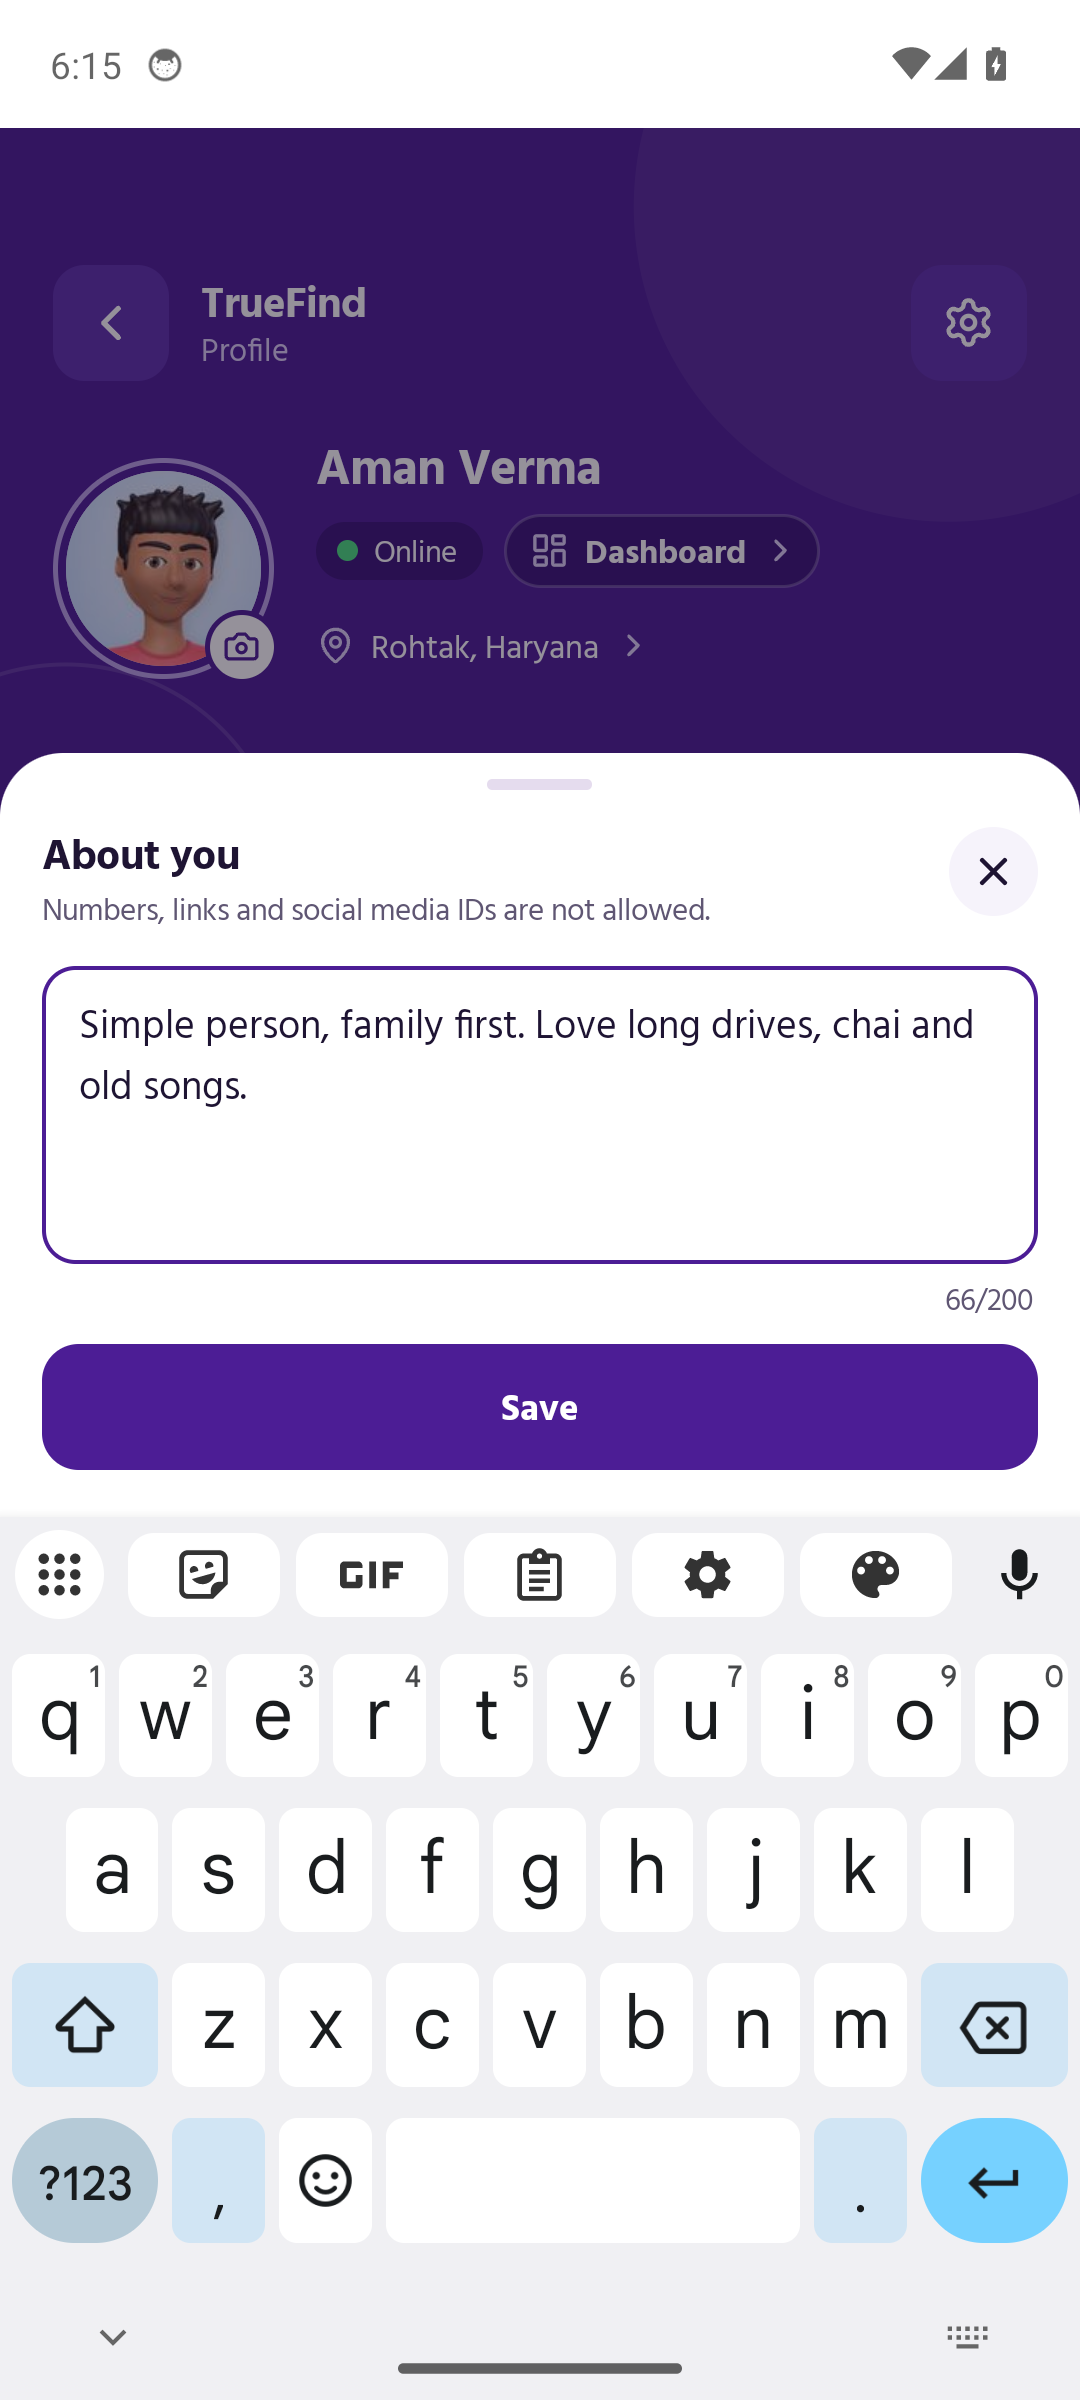 6:15
TrueFind
Profile
Aman Verma
Online
Dashboard
Rohtak, Haryana
About you
Numbers, links and social media IDs are not allowed.
Simple person, family first. Love long drives, chai and
old songs.
66/200
Save
GIF
q1 w2 e3 r4 t5 y6 u7 i8 o9 p0
a s d f g h j k l
z x c v b n m
?123 , .